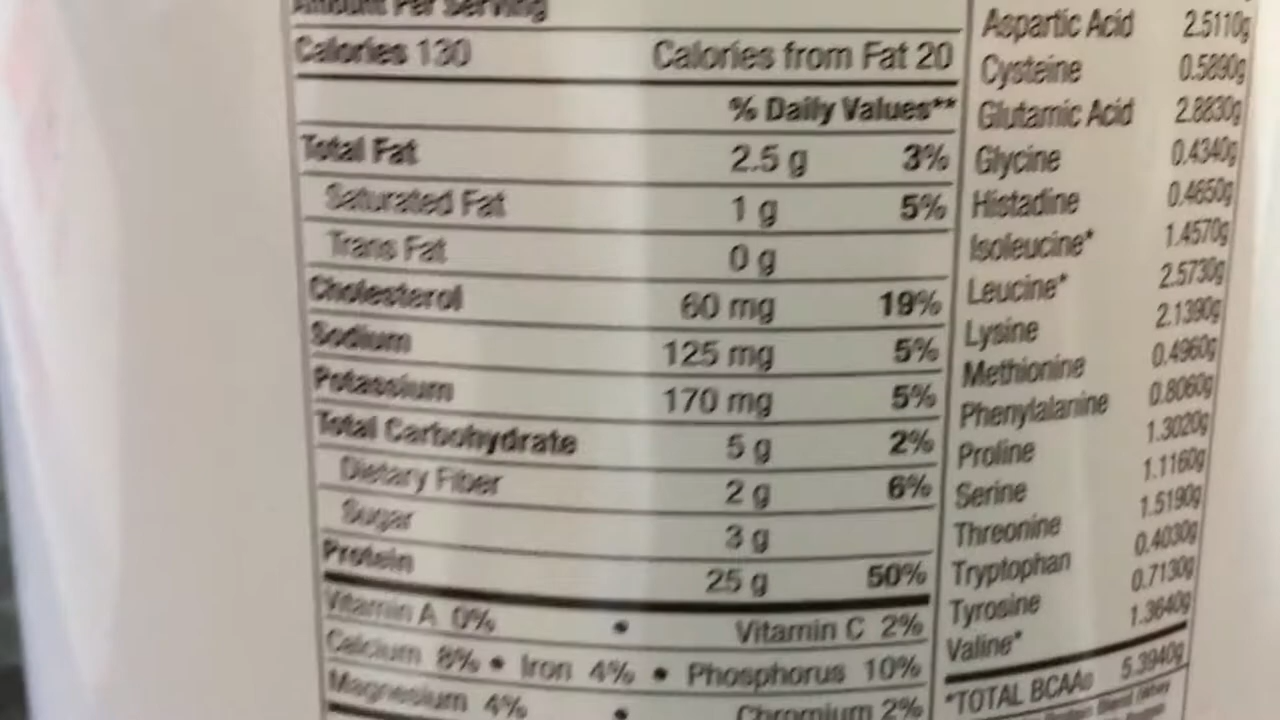 Amount Per Serving
Calories 130 Calories from Fat 20
% Daily Values**
Total Fat 2.5 g 3%
Saturated Fat 1 g 5%
Trans Fat 0 g
Cholesterol 60 mg 19%
Sodium 125 mg 5%
Potassium 170 mg 5%
Total Carbohydrate 5 g 2%
Dietary Fiber 2 g 6%
Sugar 3 g
Protein 25 g 50%
Vitamin A 0% • Vitamin C 2%
Calcium 8% • Iron 4% • Phosphorus 10%
Magnesium 4% • Chromium 2%
Aspartic Acid 2.5110g
Cysteine 0.5890g
Glutamic Acid 2.8830g
Glycine 0.4340g
Histadine 0.4650g
Isoleucine* 1.4570g
Leucine* 2.5730g
Lysine 2.1390g
Methionine 0.4960g
Phenylalanine 0.8060g
Proline 1.3020g
Serine 1.1160g
Threonine 1.5190g
Tryptophan 0.4030g
Tyrosine 0.7130g
Valine* 1.3640g
*TOTAL BCAAs 5.3940g